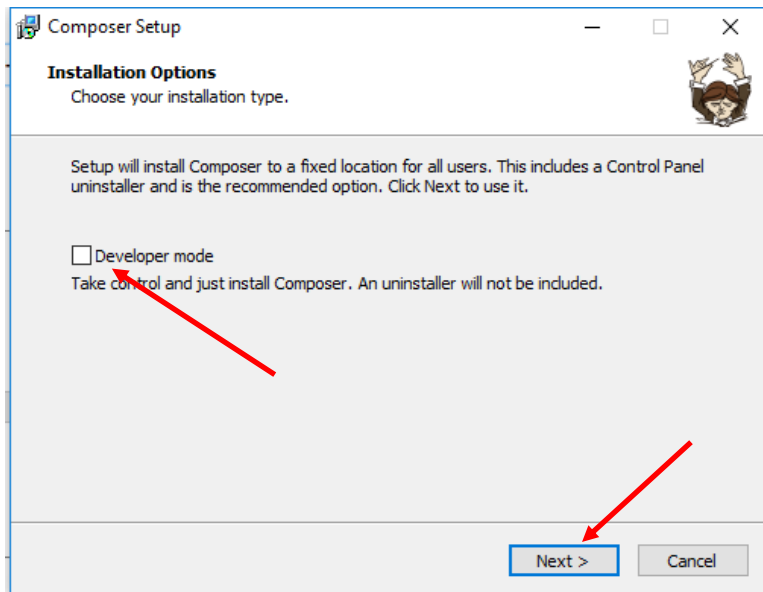 Composer Setup
Installation Options
Choose your installation type.
Setup will install Composer to a fixed location for all users. This includes a Control Panel
uninstaller and is the recommended option. Click Next to use it.
Developer mode
Take control and just install Composer. An uninstaller will not be included.
Next >
Cancel